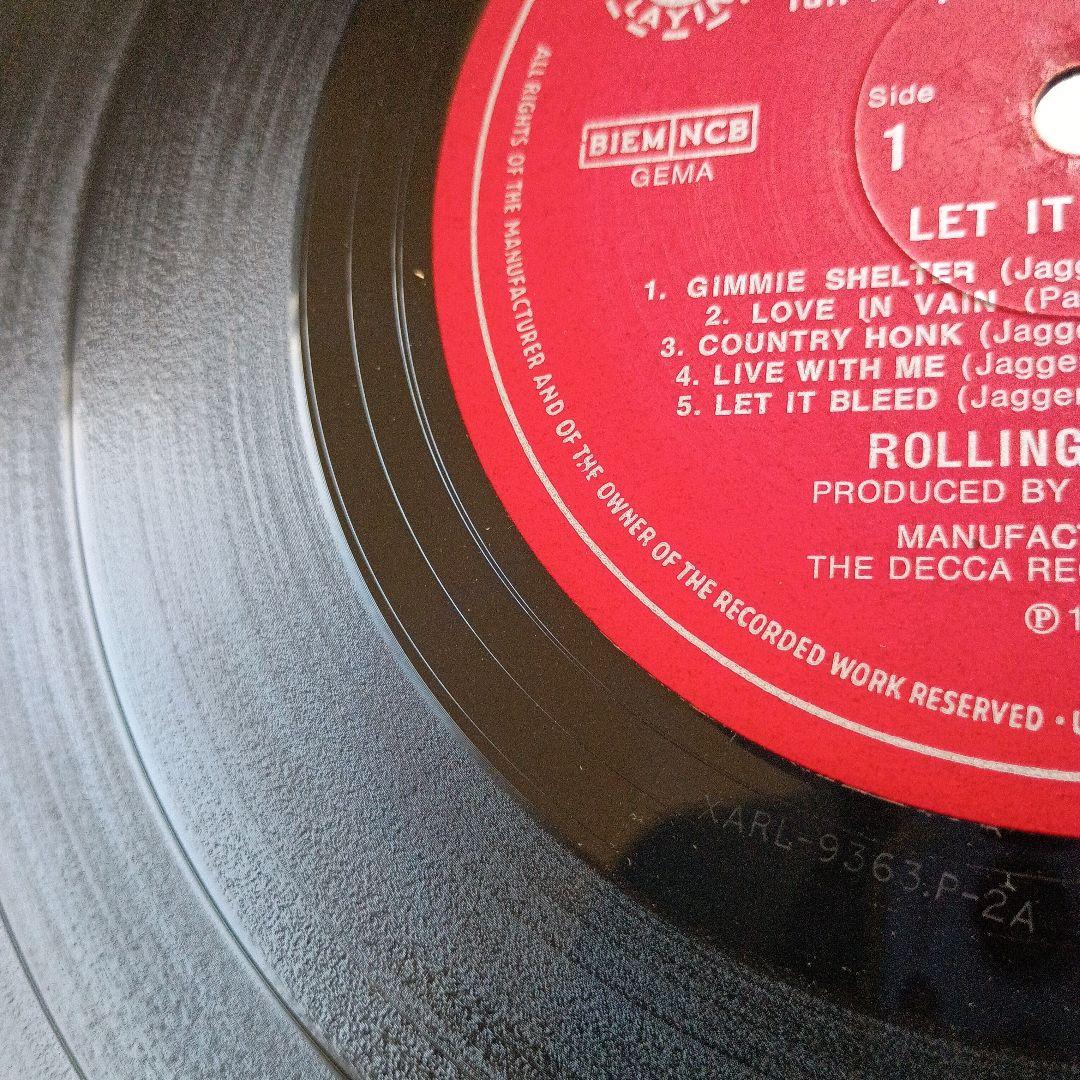 Side
1
BIEM NCB
GEMA
LET IT
1. GIMMIE SHELTER (Jagg
2. LOVE IN VAIN (Pa
3. COUNTRY HONK (Jagge
4. LIVE WITH ME (Jagge
5. LET IT BLEED (Jagger
ROLLING
PRODUCED BY
MANUFAC
THE DECCA REC
Ⓟ 1
ALL RIGHTS OF THE MANUFACTURER AND OF THE OWNER OF THE RECORDED WORK RESERVED · U
XARL-9363.P-2A